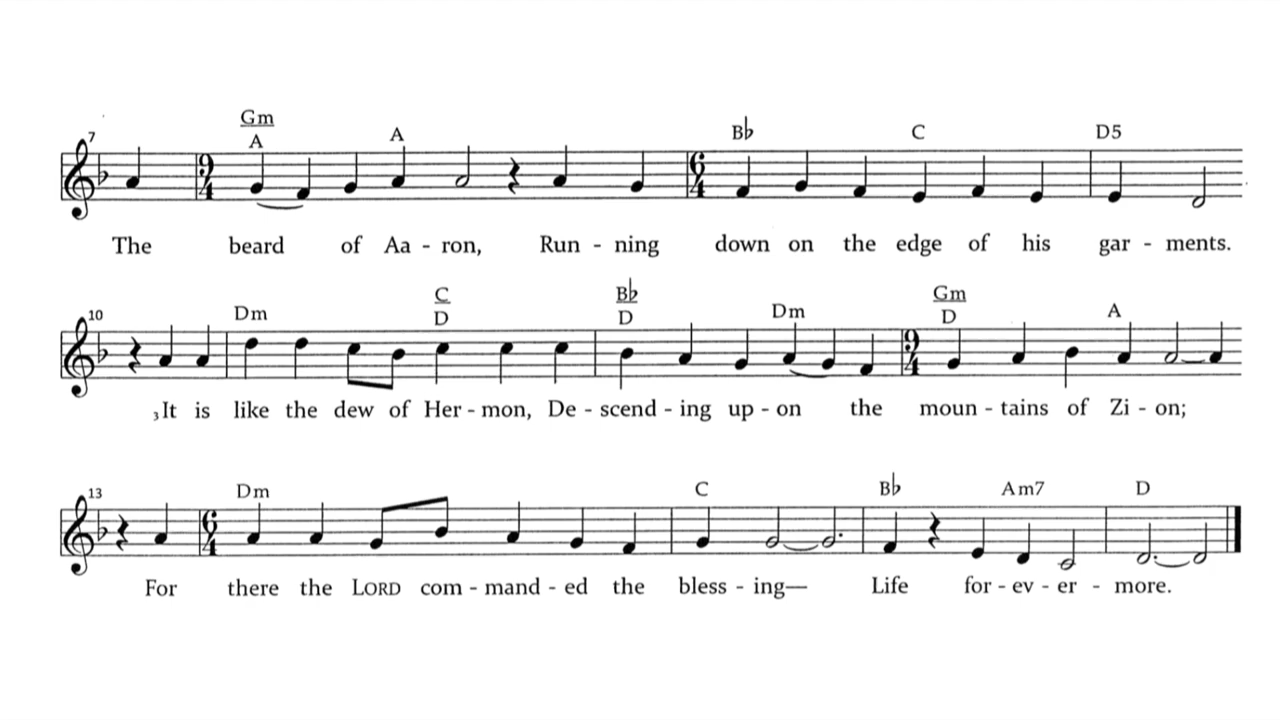 Gm
7 A A B♭ C D5
9 4 6 4
The beard of Aa - ron, Run - ning down on the edge of his gar - ments.
C B♭ Gm
10 Dm D D Dm D A
9 4
3 It is like the dew of Her - mon, De - scend - ing up - on the moun - tains of Zi - on;
13 Dm C B♭ Am7 D
6 4
For there the LORD com - mand - ed the bless - ing— Life for - ev - er - more.